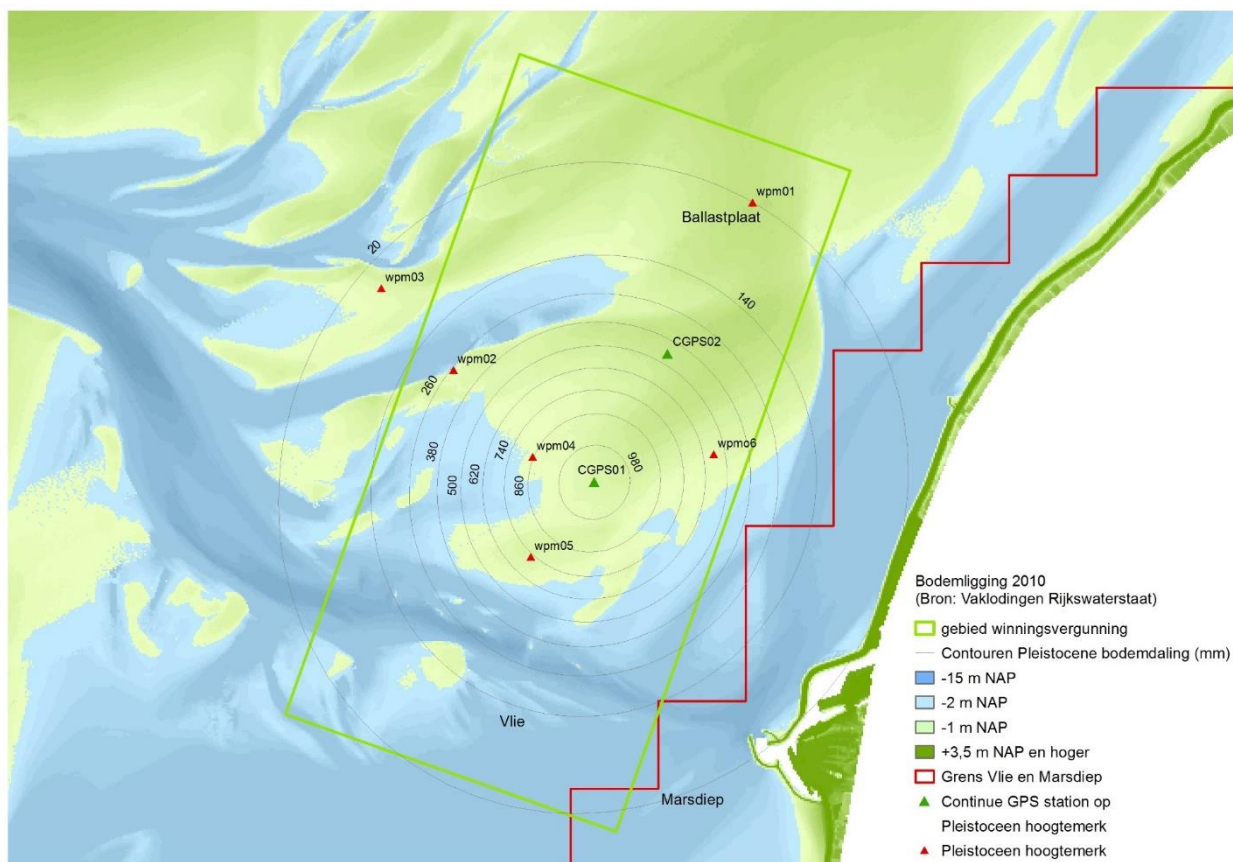 wpm01
Ballastplaat
20
wpm03
140
CGPS02
wpm02
260
wpmo6
wpm04
380
740
980
CGPS01
620
500
860
wpm05
Vlie
Marsdiep
Bodemligging 2010
(Bron: Vaklodingen Rijkswaterstaat)
gebied winningsvergunning
Contouren Pleistocene bodemdaling (mm)
-15 m NAP
-2 m NAP
-1 m NAP
+3,5 m NAP en hoger
Grens Vlie en Marsdiep
Continue GPS station op
Pleistoceen hoogtemerk
Pleistoceen hoogtemerk